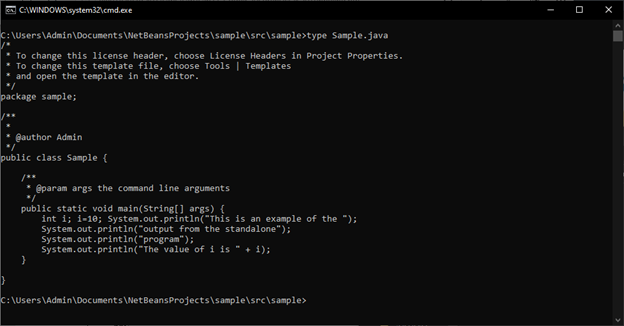 C:\WINDOWS\system32\cmd.exe
C:\Users\Admin\Documents\NetBeansProjects\sample\src\sample>type Sample.java
/*
 * To change this license header, choose License Headers in Project Properties.
 * To change this template file, choose Tools | Templates
 * and open the template in the editor.
 */
package sample;

/**
 *
 * @author Admin
 */
public class Sample {

    /**
     * @param args the command line arguments
     */
    public static void main(String[] args) {
        int i; i=10; System.out.println("This is an example of the ");
        System.out.println("output from the standalone");
        System.out.println("program");
        System.out.println("The value of i is " + i);
    }

}

C:\Users\Admin\Documents\NetBeansProjects\sample\src\sample>